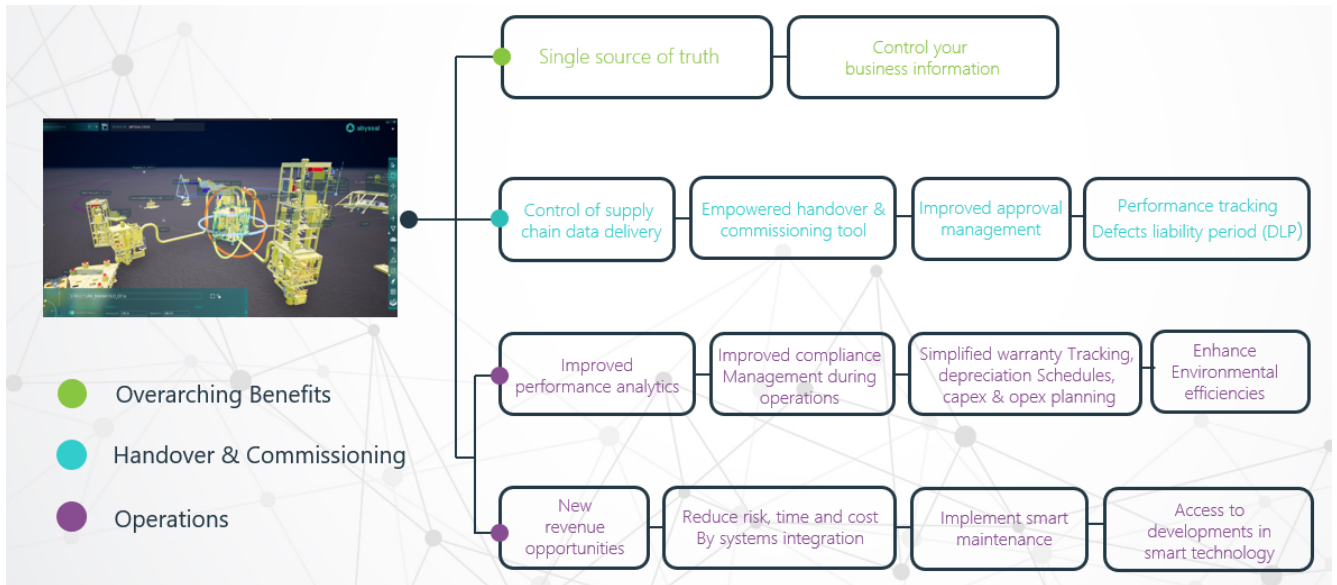 Single source of truth
Control your
business information
abyssal
Control of supply
chain data delivery
Empowered handover &
commissioning tool
Improved approval
management
Performance tracking
Defects liability period (DLP)
Improved
performance analytics
Improved compliance
Management during
operations
Simplified warranty Tracking,
depreciation Schedules,
capex & opex planning
Enhance
Environmental
efficiencies
Overarching Benefits
Handover & Commissioning
Operations
New
revenue
opportunities
Reduce risk, time and cost
By systems integration
Implement smart
maintenance
Access to
developments in
smart technology